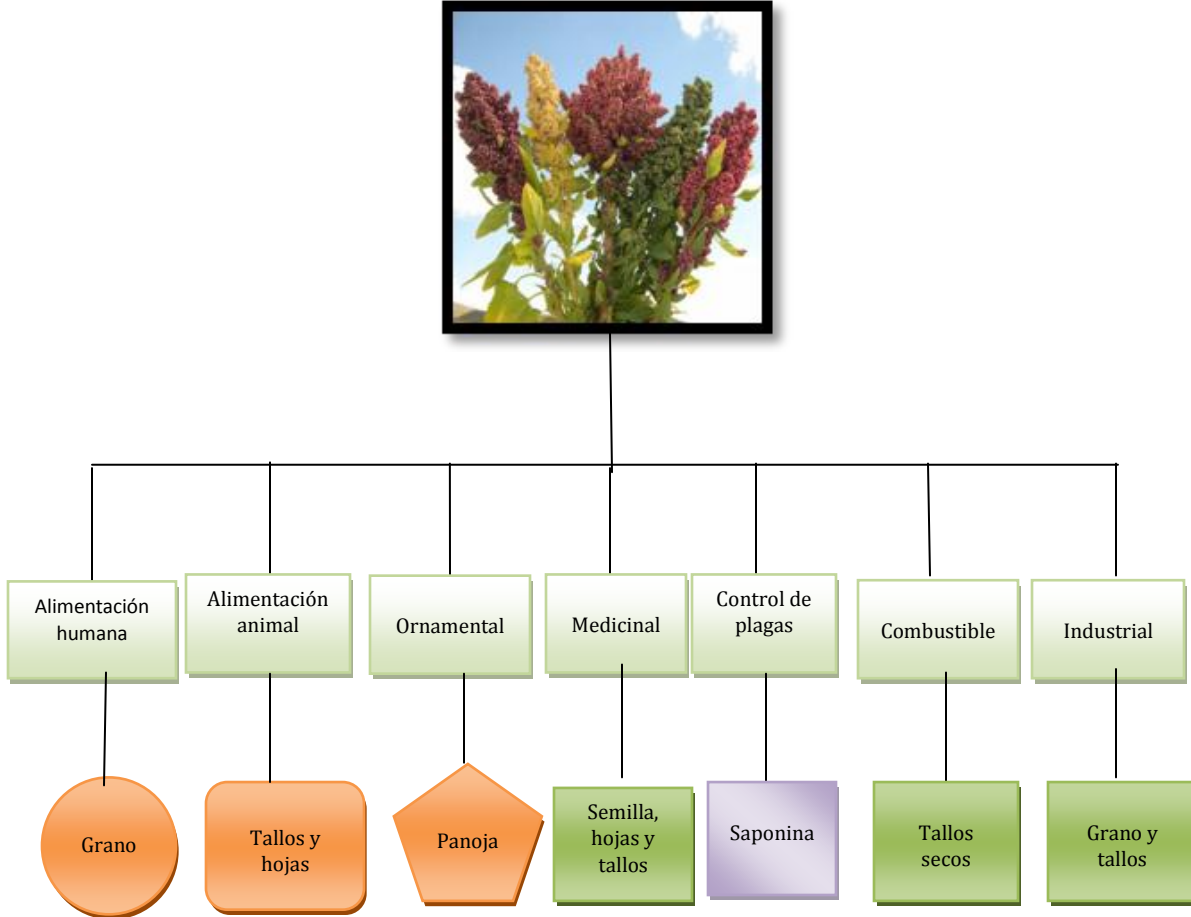 Alimentación
humana
Alimentación
animal
Ornamental
Medicinal
Control de
plagas
Combustible
Industrial
Grano
Tallos y
hojas
Panoja
Semilla,
hojas y
tallos
Saponina
Tallos
secos
Grano y
tallos